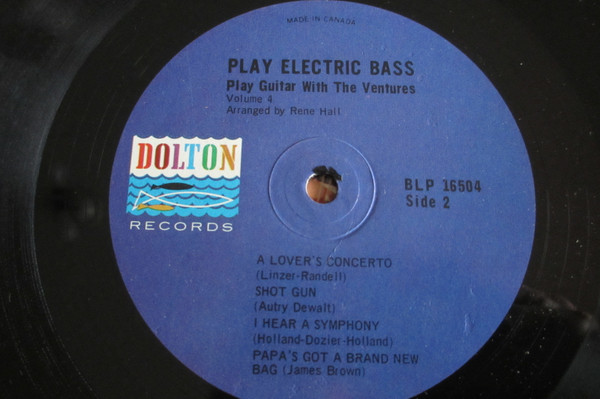 MADE IN CANADA
PLAY ELECTRIC BASS
Play Guitar With The Ventures
Volume 4
Arranged by Rene Hall
DOLTON
RECORDS
BLP 16504
Side 2
A LOVER'S CONCERTO
(Linzer-Randell)
SHOT GUN
(Autry Dewalt)
I HEAR A SYMPHONY
(Holland-Dozier-Holland)
PAPA'S GOT A BRAND NEW
BAG (James Brown)